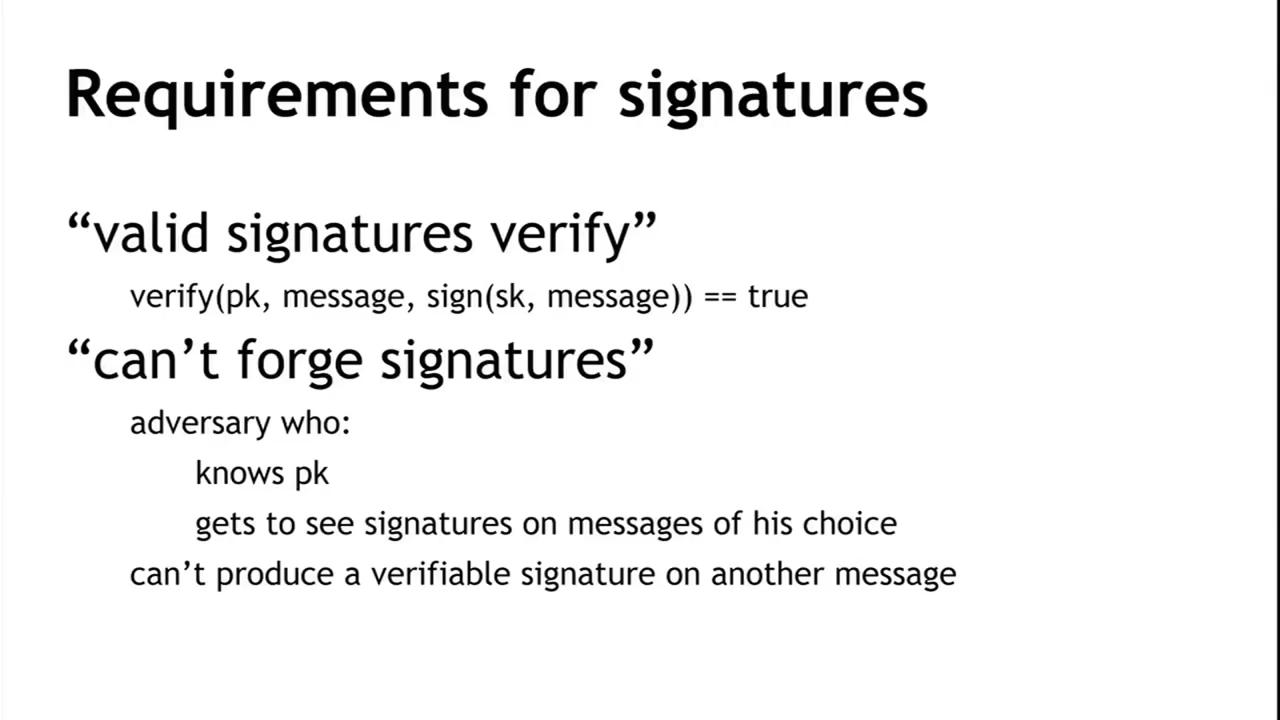 Requirements for signatures
“valid signatures verify”
verify(pk, message, sign(sk, message)) == true
“can’t forge signatures”
adversary who:
knows pk
gets to see signatures on messages of his choice
can’t produce a verifiable signature on another message